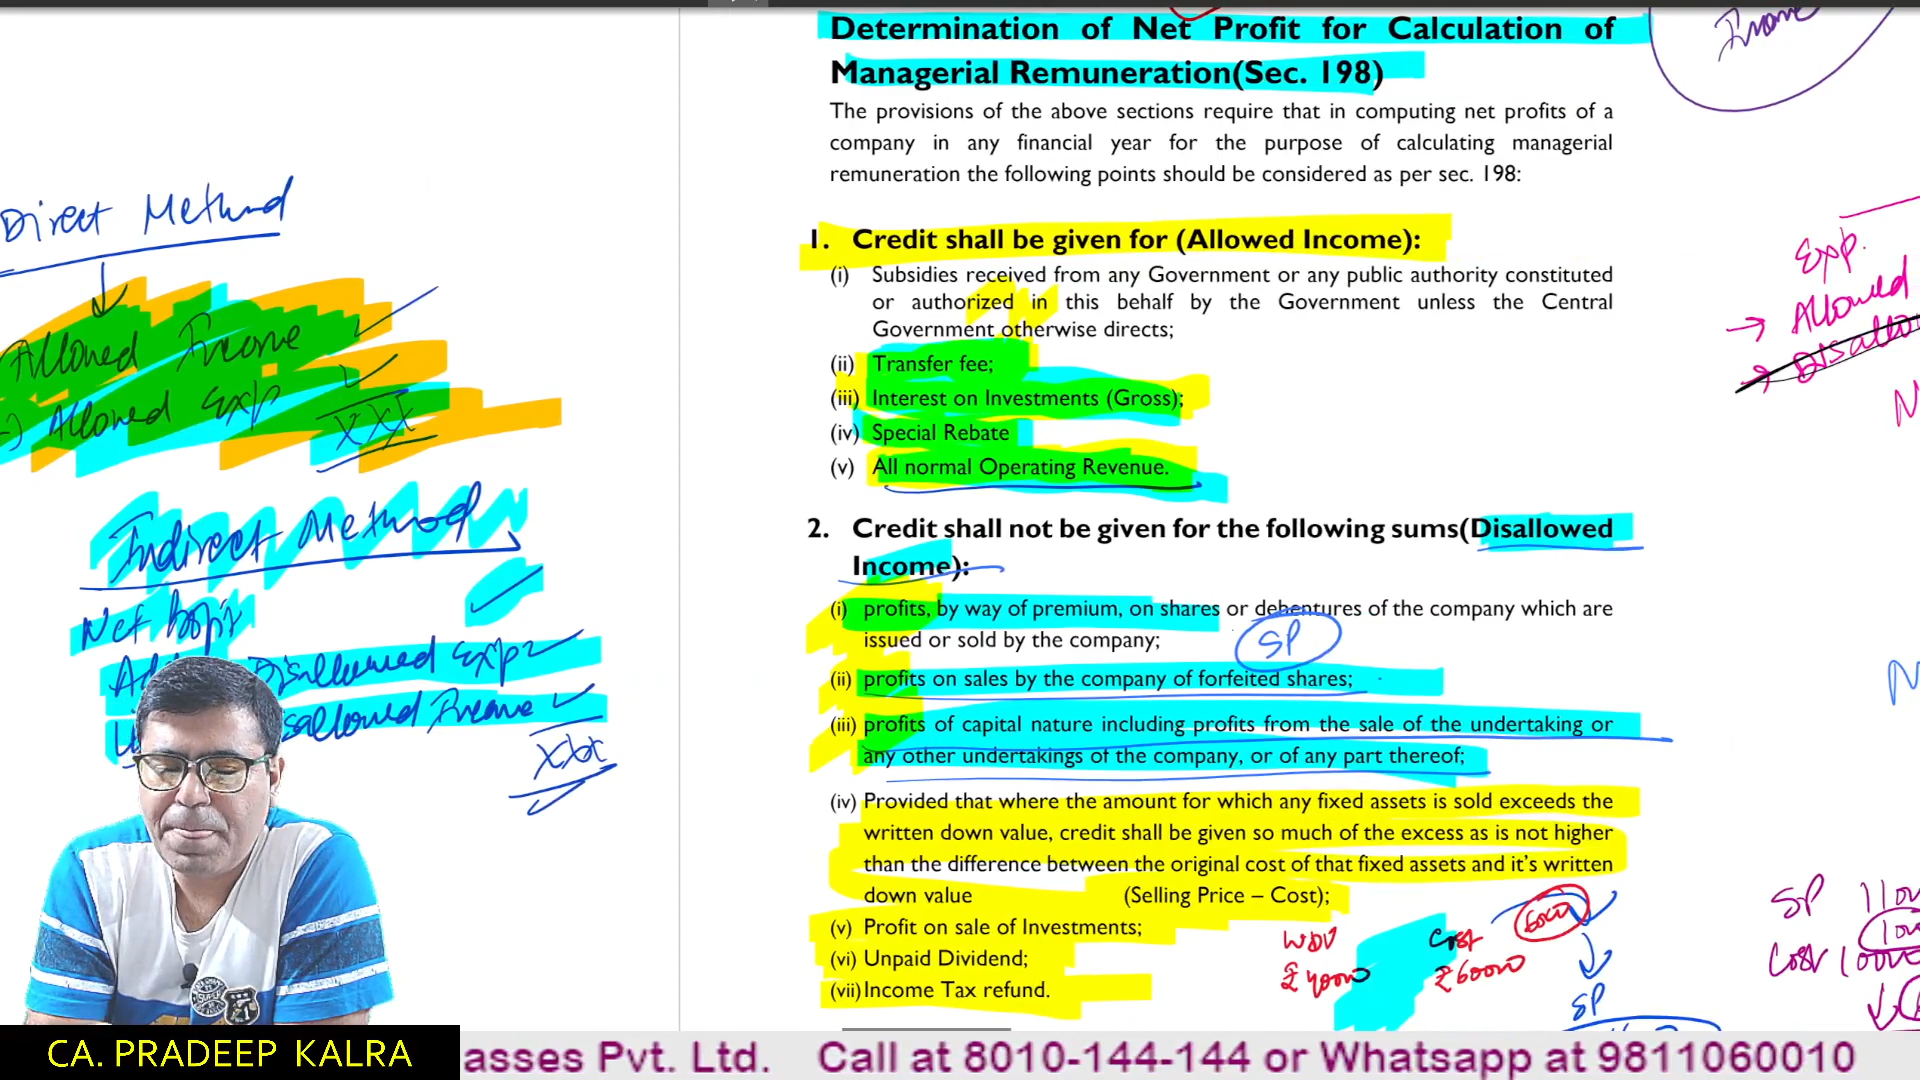 Determination of Net Profit for Calculation of
Managerial Remuneration(Sec. 198)
The provisions of the above sections require that in computing net profits of a
company in any financial year for the purpose of calculating managerial
remuneration the following points should be considered as per sec. 198:
1. Credit shall be given for (Allowed Income):
(i) Subsidies received from any Government or any public authority constituted
or authorized in this behalf by the Government unless the Central
Government otherwise directs;
(ii) Transfer fee;
(iii) Interest on Investments (Gross);
(iv) Special Rebate
(v) All normal Operating Revenue.
2. Credit shall not be given for the following sums(Disallowed
Income):
(i) profits, by way of premium, on shares or debentures of the company which are
issued or sold by the company;
SP
(ii) profits on sales by the company of forfeited shares;
(iii) profits of capital nature including profits from the sale of the undertaking or
any other undertakings of the company, or of any part thereof;
(iv) Provided that where the amount for which any fixed assets is sold exceeds the
written down value, credit shall be given so much of the excess as is not higher
than the difference between the original cost of that fixed assets and it's written
down value (Selling Price – Cost);
(v) Profit on sale of Investments;
(vi) Unpaid Dividend;
(vii) Income Tax refund.
Direct Method
Allowed Income
Allowed Exp
xxx
Indirect Method
Net Profit
Disallowed Exp
Income
xxx
Income
Exp.
→ Allowed
WDV
Cost
SP
SP
Cost
CA. PRADEEP KALRA
asses Pvt. Ltd. Call at 8010-144-144 or Whatsapp at 9811060010